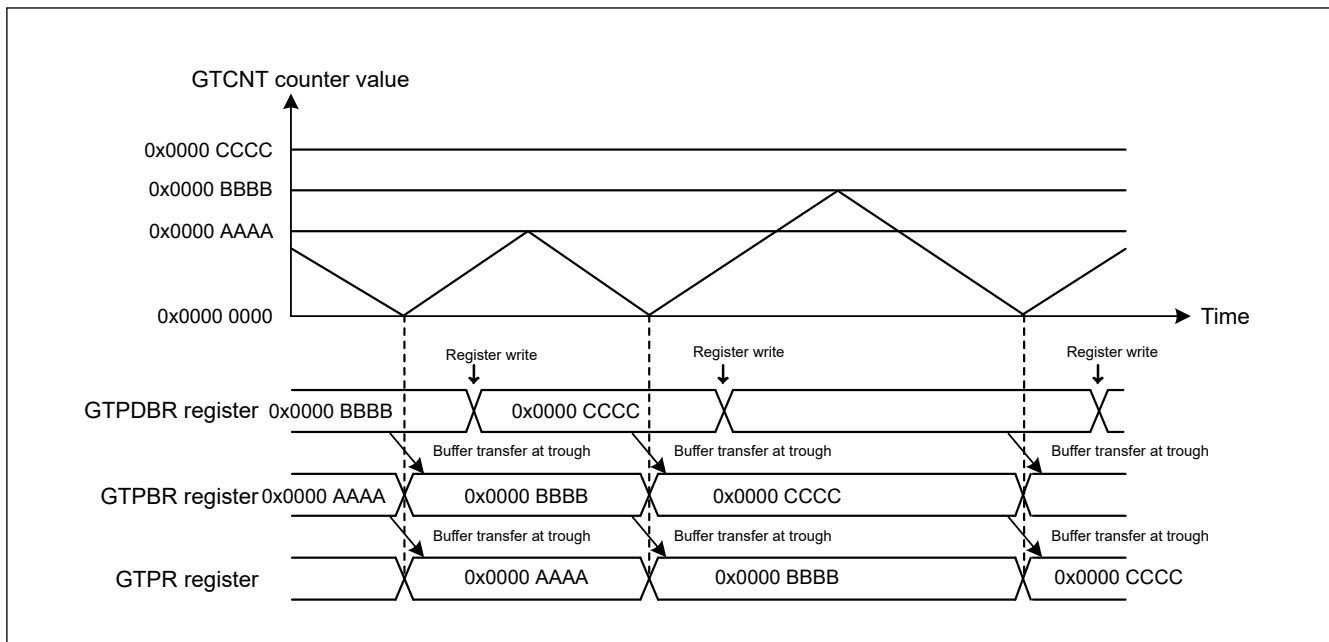 GTCNT counter value
0x0000 CCCC
0x0000 BBBB
0x0000 AAAA
0x0000 0000
Time
Register write Register write Register write
GTPDBR register 0x0000 BBBB 0x0000 CCCC
Buffer transfer at trough Buffer transfer at trough Buffer transfer at trough
GTPBR register 0x0000 AAAA 0x0000 BBBB 0x0000 CCCC
Buffer transfer at trough Buffer transfer at trough Buffer transfer at trough
GTPR register 0x0000 AAAA 0x0000 BBBB 0x0000 CCCC